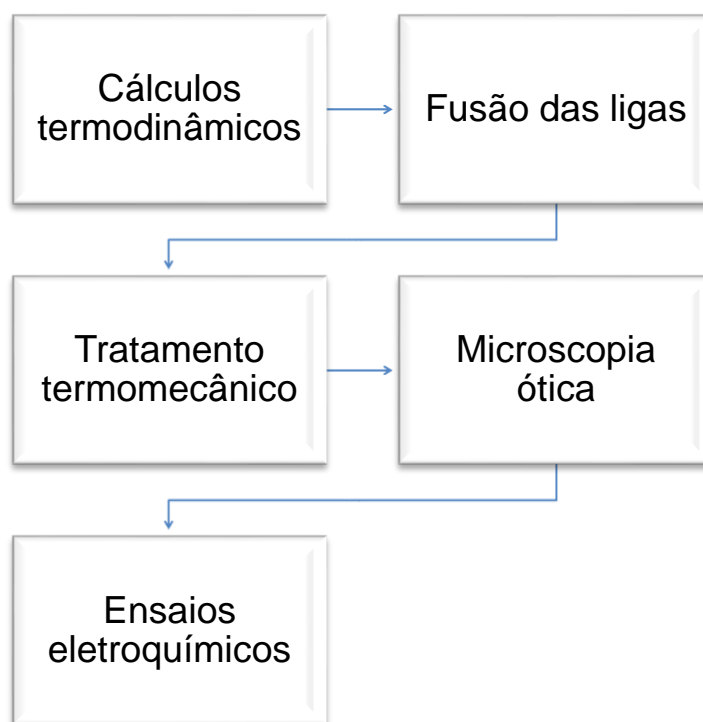 Cálculos
termodinâmicos
Fusão das ligas
Tratamento
termomecânico
Microscopia
ótica
Ensaios
eletroquímicos